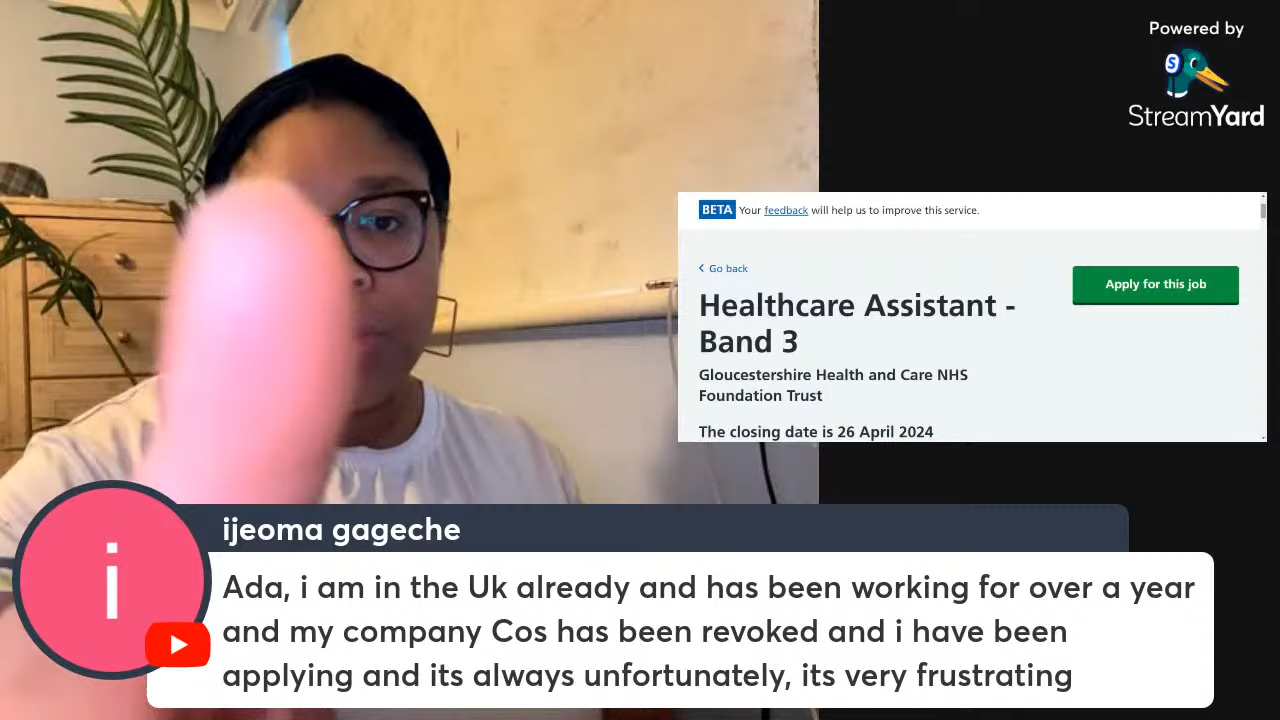 Powered by
StreamYard
BETA Your feedback will help us to improve this service.
Go back
Apply for this job
Healthcare Assistant -
Band 3
Gloucestershire Health and Care NHS
Foundation Trust
The closing date is 26 April 2024
ijeoma gageche
i
Ada, i am in the Uk already and has been working for over a year
and my company Cos has been revoked and i have been
applying and its always unfortunately, its very frustrating